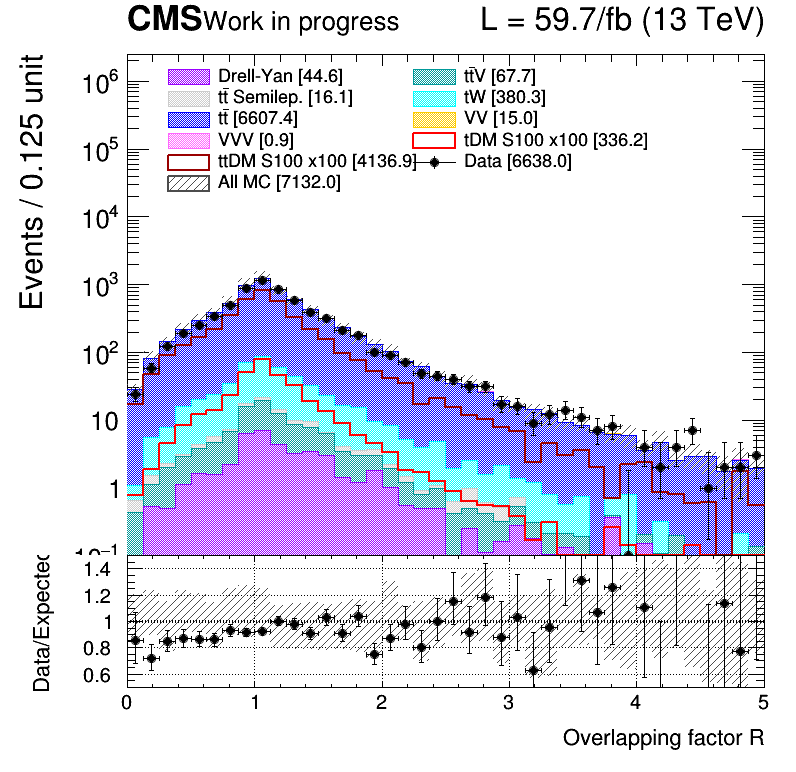 CMS Work in progress L = 59.7/fb (13 TeV)
Events / 0.125 unit
10⁶
10⁵
10⁴
10³
10²
10
1
10⁻¹
Drell-Yan [44.6]
tt̄V [67.7]
tt̄ Semilep. [16.1]
tW [380.3]
tt̄ [6607.4]
VV [15.0]
VVV [0.9]
tDM S100 x100 [336.2]
ttDM S100 x100 [4136.9]
Data [6638.0]
All MC [7132.0]
Data/Expected
1.4
1.2
1
0.8
0.6
0 1 2 3 4 5
Overlapping factor R